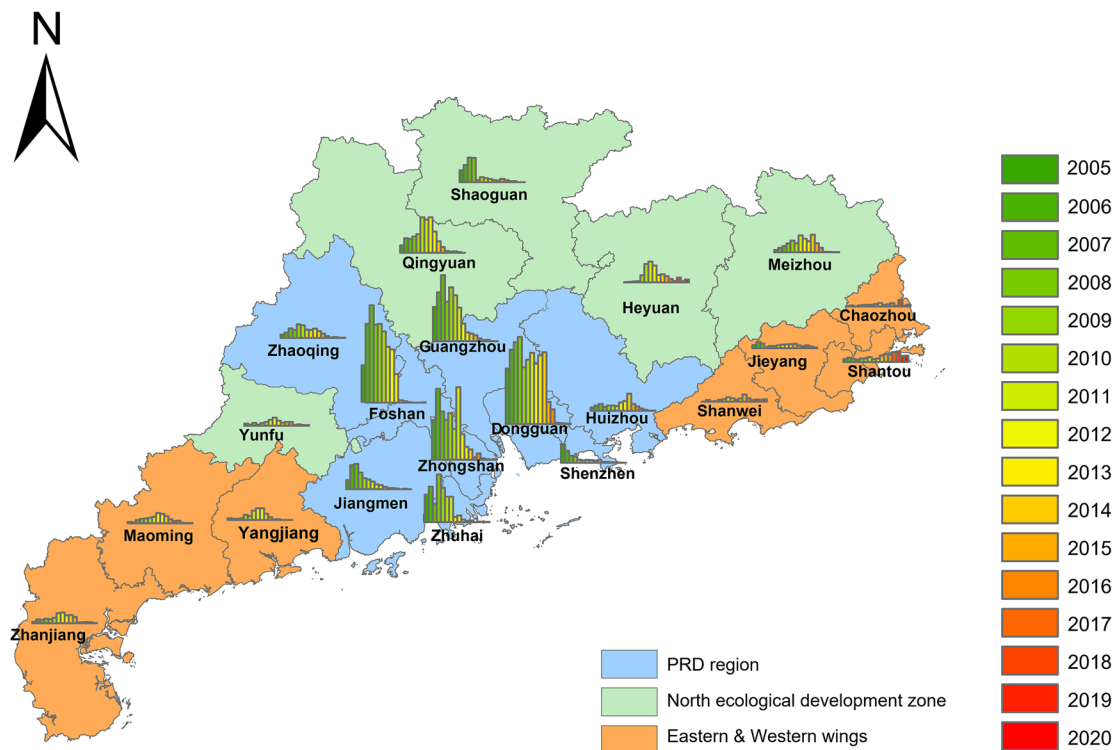 N
Shaoguan
Qingyuan
Meizhou
Heyuan
Chaozhou
Guangzhou
Zhaoqing
Jieyang
Shantou
Foshan
Huizhou
Shanwei
Dongguan
Yunfu
Zhongshan
Shenzhen
Jiangmen
Maoming
Yangjiang
Zhuhai
Zhanjiang
PRD region
North ecological development zone
Eastern & Western wings
2005
2006
2007
2008
2009
2010
2011
2012
2013
2014
2015
2016
2017
2018
2019
2020